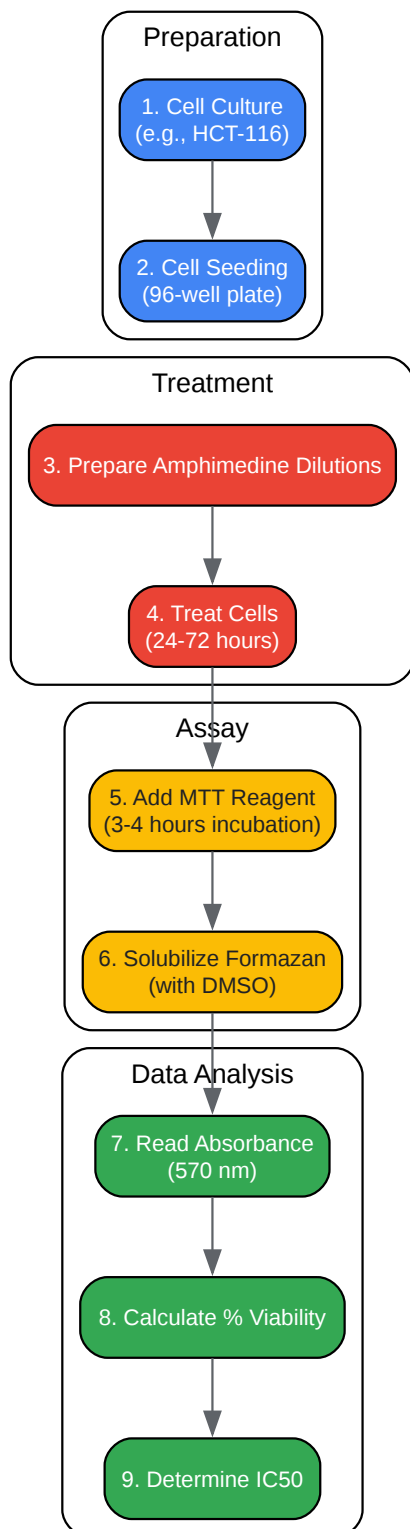 Preparation
1. Cell Culture
(e.g., HCT-116)
2. Cell Seeding
(96-well plate)
Treatment
3. Prepare Amphimedine Dilutions
4. Treat Cells
(24-72 hours)
Assay
5. Add MTT Reagent
(3-4 hours incubation)
6. Solubilize Formazan
(with DMSO)
Data Analysis
7. Read Absorbance
(570 nm)
8. Calculate % Viability
9. Determine IC50